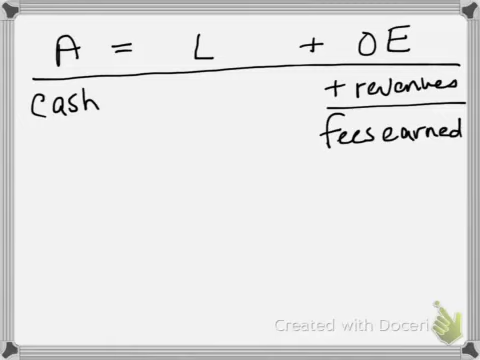 A = L + OE
+ revenues
cash
fees earned
Created with Doceri